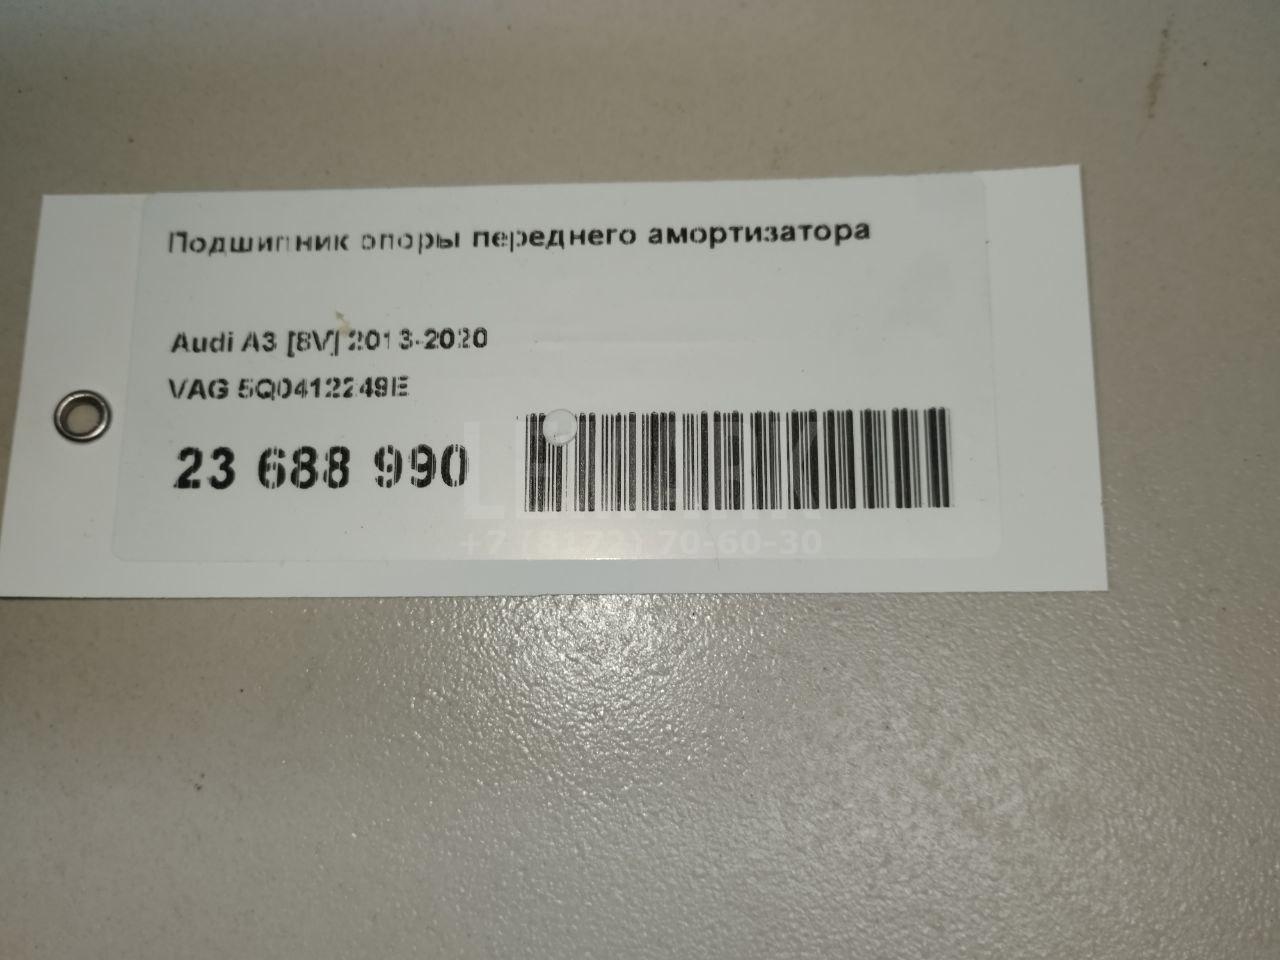 Подшипник опоры переднего амортизатора
Audi A3 [8V] 2013-2020
VAG 5Q0412249E
23 688 990
+7 (8172) 70-60-30